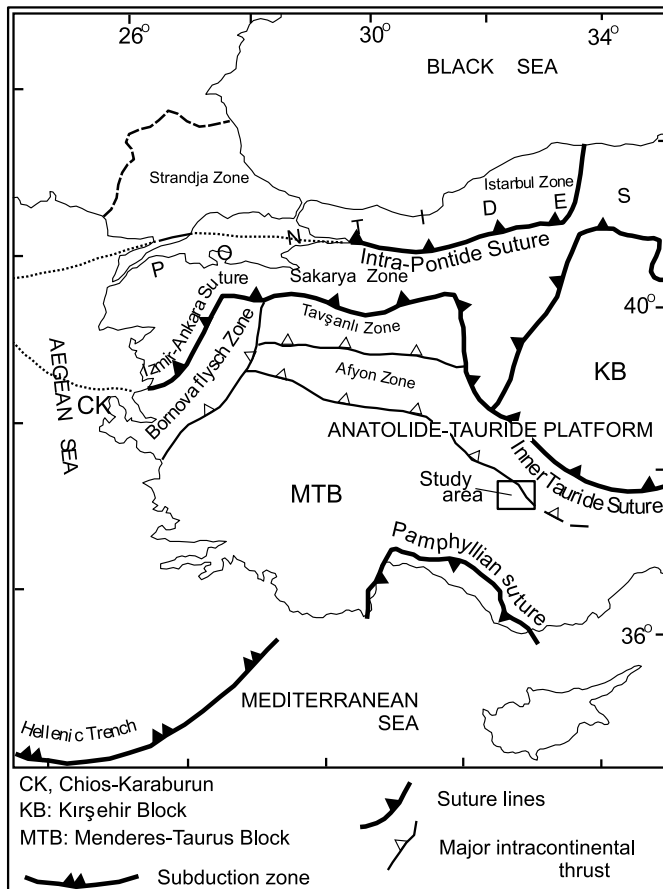 26°
30°
34°
BLACK SEA
Strandja Zone
Istarbul Zone
P O N T I D E S
Intra-Pontide Suture
Sakarya Zone
Izmir-Ankara Suture
40°
Tavşanlı Zone
Bornova flysch Zone
Afyon Zone
KB
AEGEAN SEA
CK
ANATOLIDE-TAURIDE PLATFORM
Inner Tauride Suture
MTB
Study
area
Pamphyllian suture
36°
MEDITERRANEAN
SEA
Hellenic Trench
CK, Chios-Karaburun
KB: Kırşehir Block
MTB: Menderes-Taurus Block
Subduction zone
Suture lines
Major intracontinental
thrust